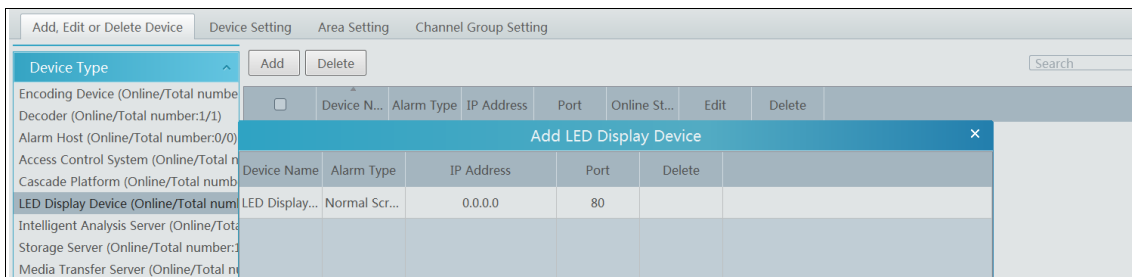 Add, Edit or Delete Device Device Setting Area Setting Channel Group Setting
Device Type Add Delete Search
Encoding Device (Online/Total numbe
Device N... Alarm Type IP Address Port Online St... Edit Delete
Decoder (Online/Total number:1/1)
Alarm Host (Online/Total number:0/0)
Add LED Display Device
Access Control System (Online/Total n
Device Name Alarm Type IP Address Port Delete
Cascade Platform (Online/Total numb
LED Display Device (Online/Total num
LED Display... Normal Scr... 0.0.0.0 80
Intelligent Analysis Server (Online/Tota
Storage Server (Online/Total number:1
Media Transfer Server (Online/Total n